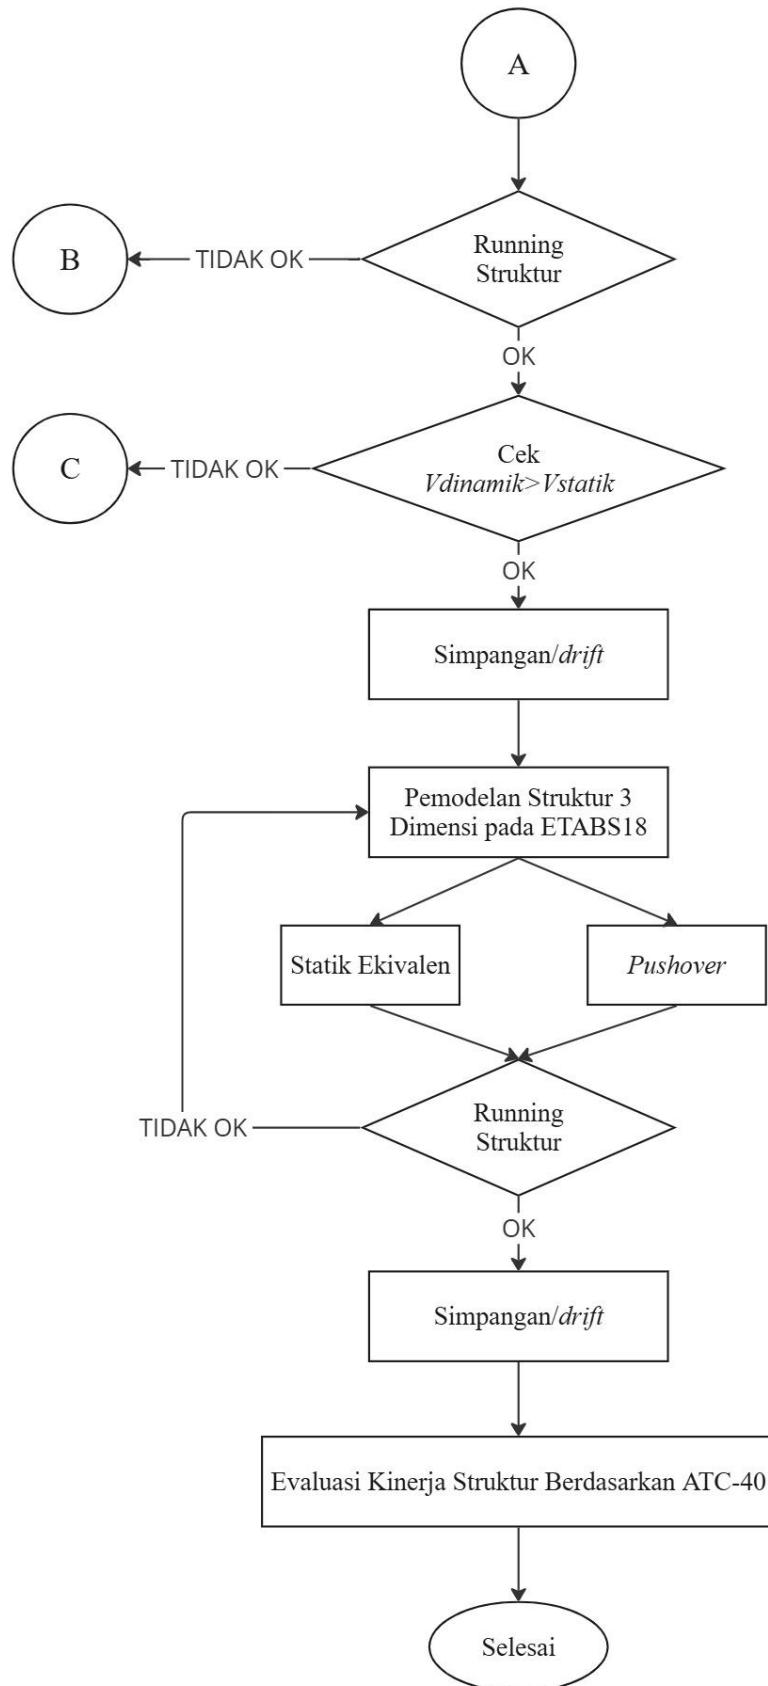 A
Running
Struktur
TIDAK OK
B
OK
Cek
Vdinamik>Vstatik
TIDAK OK
C
OK
Simpangan/drift
Pemodelan Struktur 3
Dimensi pada ETABS18
Statik Ekivalen
Pushover
Running
Struktur
TIDAK OK
OK
Simpangan/drift
Evaluasi Kinerja Struktur Berdasarkan ATC-40
Selesai